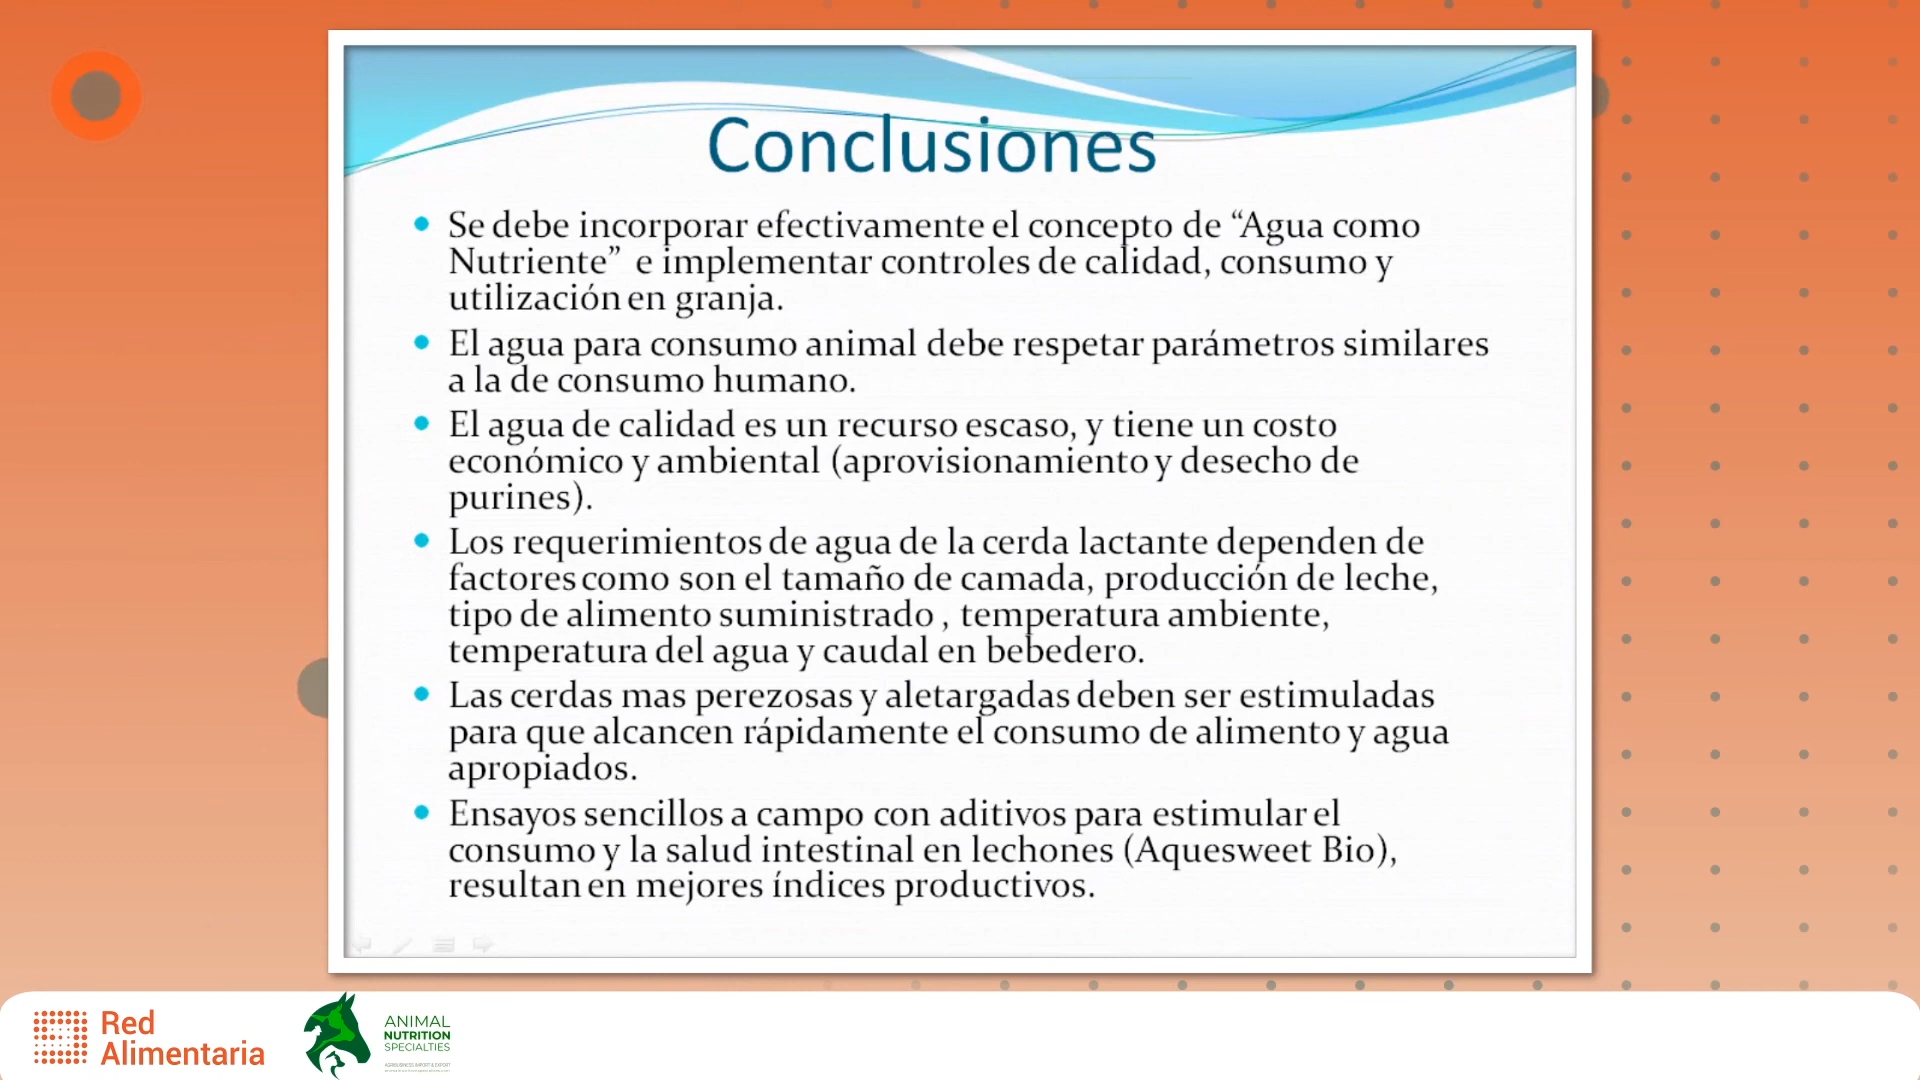 Conclusiones
Se debe incorporar efectivamente el concepto de “Agua como
Nutriente” e implementar controles de calidad, consumo y
utilización en granja.
El agua para consumo animal debe respetar parámetros similares
a la de consumo humano.
El agua de calidad es un recurso escaso, y tiene un costo
económico y ambiental (aprovisionamiento y desecho de
purines).
Los requerimientos de agua de la cerda lactante dependen de
factores como son el tamaño de camada, producción de leche,
tipo de alimento suministrado , temperatura ambiente,
temperatura del agua y caudal en bebedero.
Las cerdas mas perezosas y aletargadas deben ser estimuladas
para que alcancen rápidamente el consumo de alimento y agua
apropiados.
Ensayos sencillos a campo con aditivos para estimular el
consumo y la salud intestinal en lechones (Aquesweet Bio),
resultan en mejores índices productivos.
Red
Alimentaria
ANIMAL
NUTRITION
SPECIALTIES